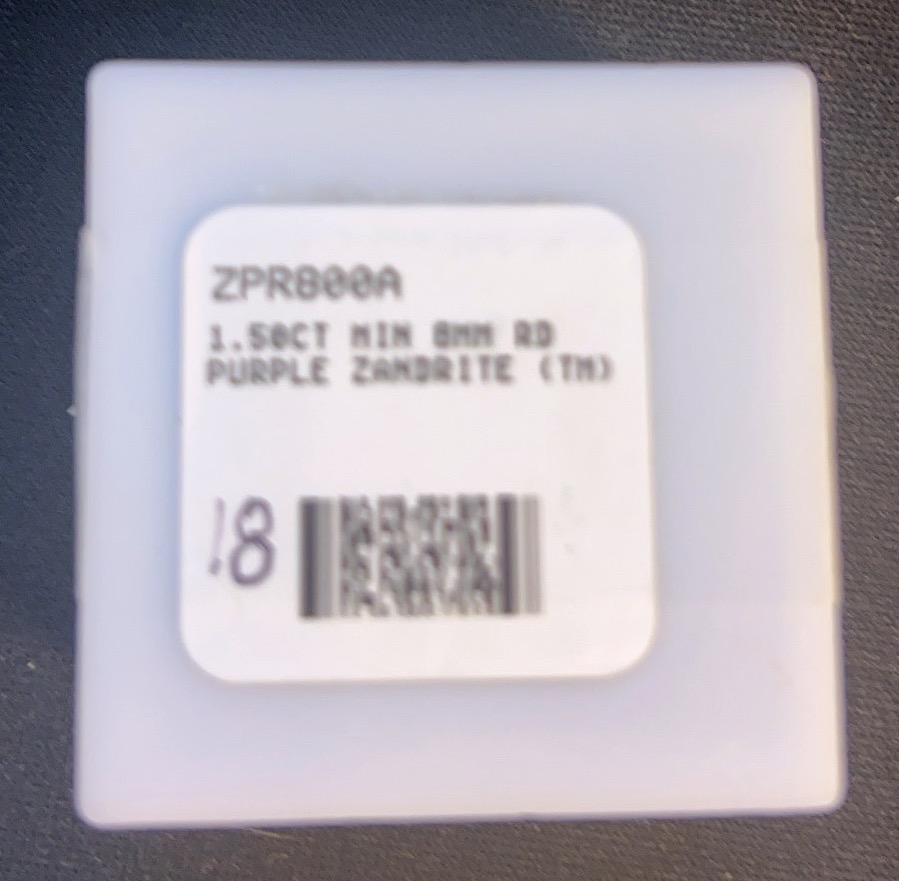 ZPR800A
1.50CT MIN 8MM RD
PURPLE ZANDRITE (TM)
18